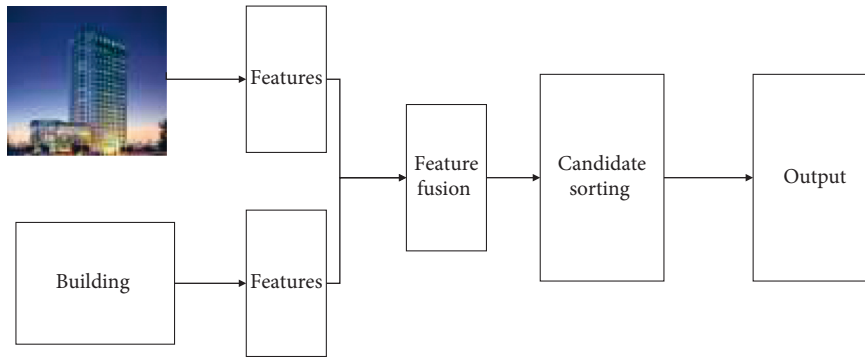 Features
Feature
fusion
Candidate
sorting
Output
Building
Features